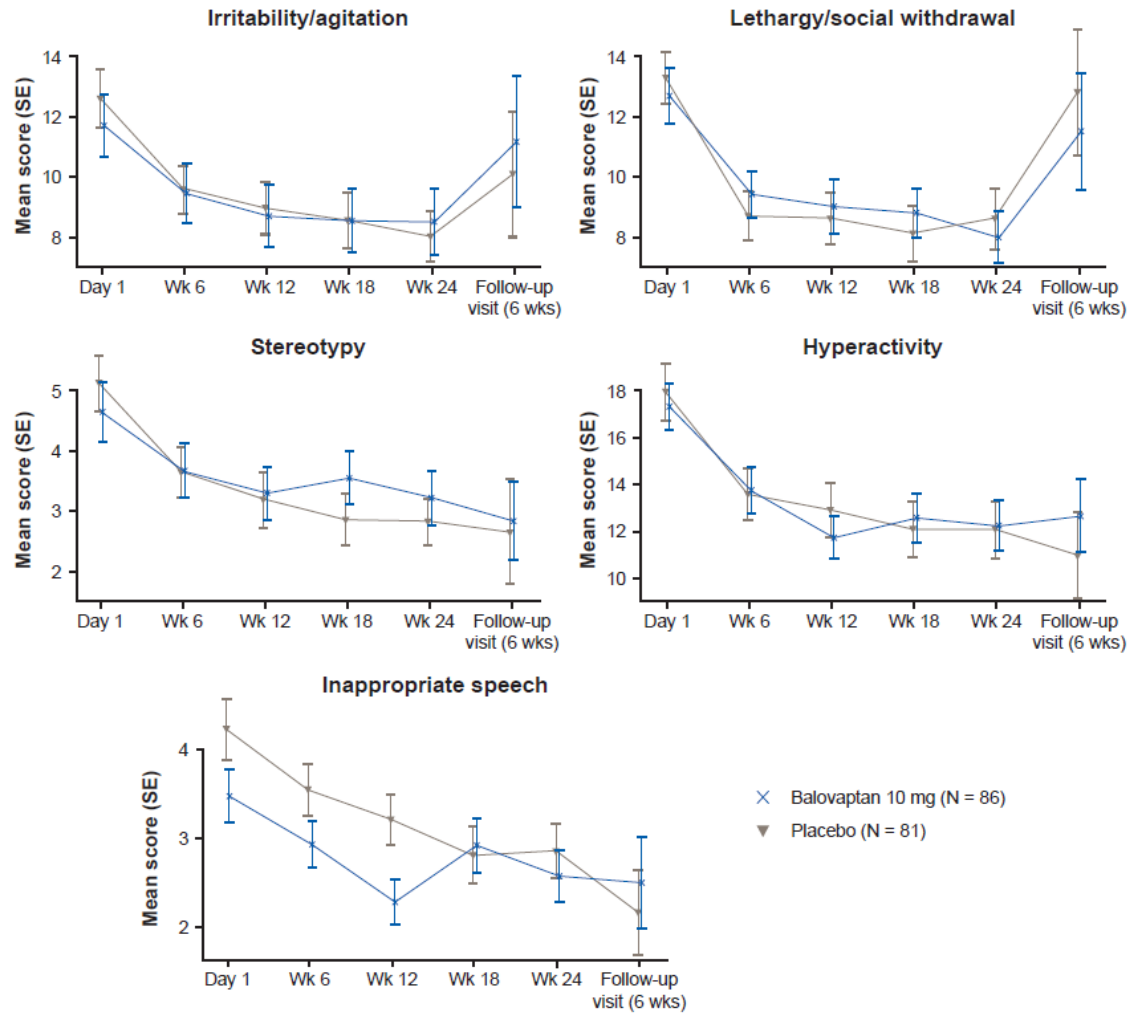 Irritability/agitation
Mean score (SE)
14
12
10
8
Day 1 Wk 6 Wk 12 Wk 18 Wk 24 Follow-up
visit (6 wks)
Lethargy/social withdrawal
Mean score (SE)
14
12
10
8
Day 1 Wk 6 Wk 12 Wk 18 Wk 24 Follow-up
visit (6 wks)
Stereotypy
Mean score (SE)
5
4
3
2
Day 1 Wk 6 Wk 12 Wk 18 Wk 24 Follow-up
visit (6 wks)
Hyperactivity
Mean score (SE)
18
16
14
12
10
Day 1 Wk 6 Wk 12 Wk 18 Wk 24 Follow-up
visit (6 wks)
Inappropriate speech
Mean score (SE)
4
3
2
Day 1 Wk 6 Wk 12 Wk 18 Wk 24 Follow-up
visit (6 wks)
Balovaptan 10 mg (N = 86)
Placebo (N = 81)